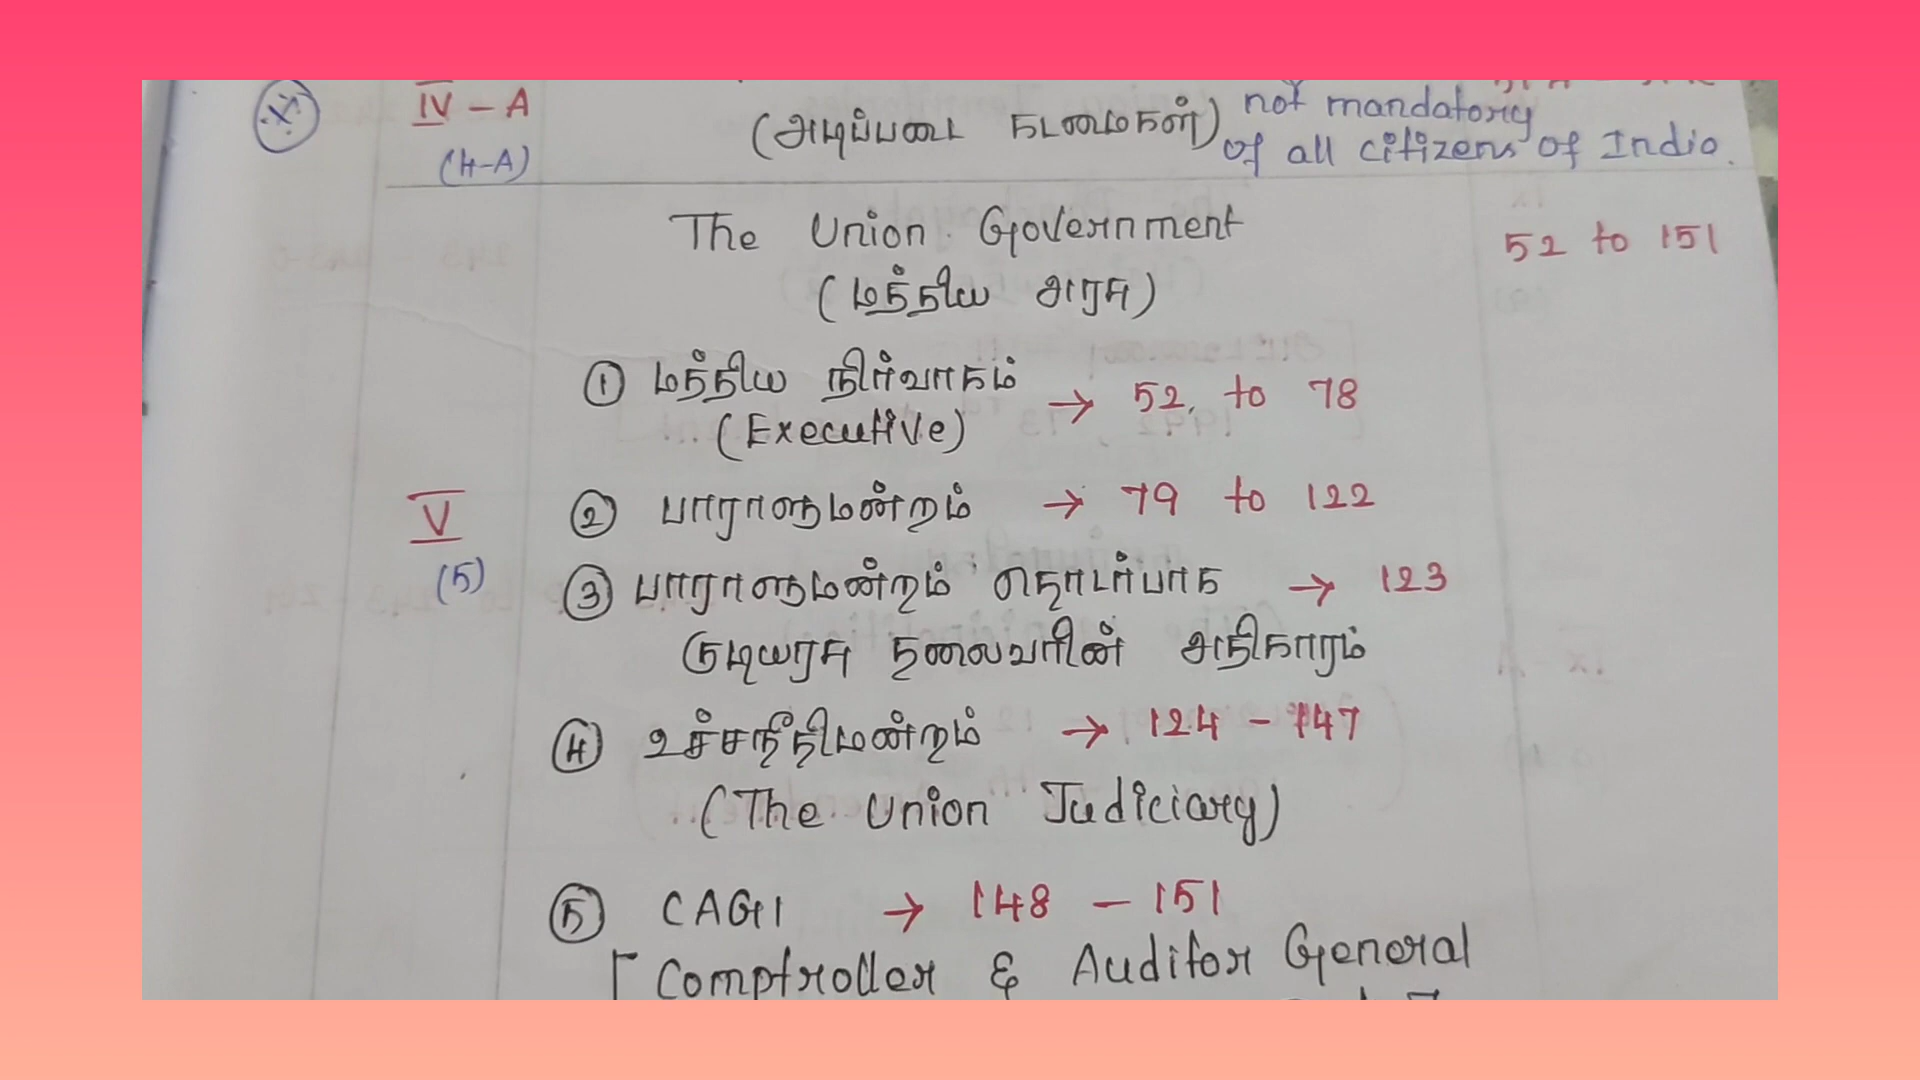 IV - A
(4-A)
(அடிப்படை கடமைகள்) not mandatory
of all citizens of India.
The Union Government
52 to 151
(மத்திய அரசு)
① மத்திய நிர்வாகம் → 52 to 78
(Executive)
V
(5)
② பாராளுமன்றம் → 79 to 122
③ பாராளுமன்றம் தொடர்பாக → 123
குடியரசு தலைவரின் அதிகாரம்
④ உச்சநீதிமன்றம் → 124 - 147
(The Union Judiciary)
⑤ CAG → 148 - 151
[ Comptroller & Auditor General